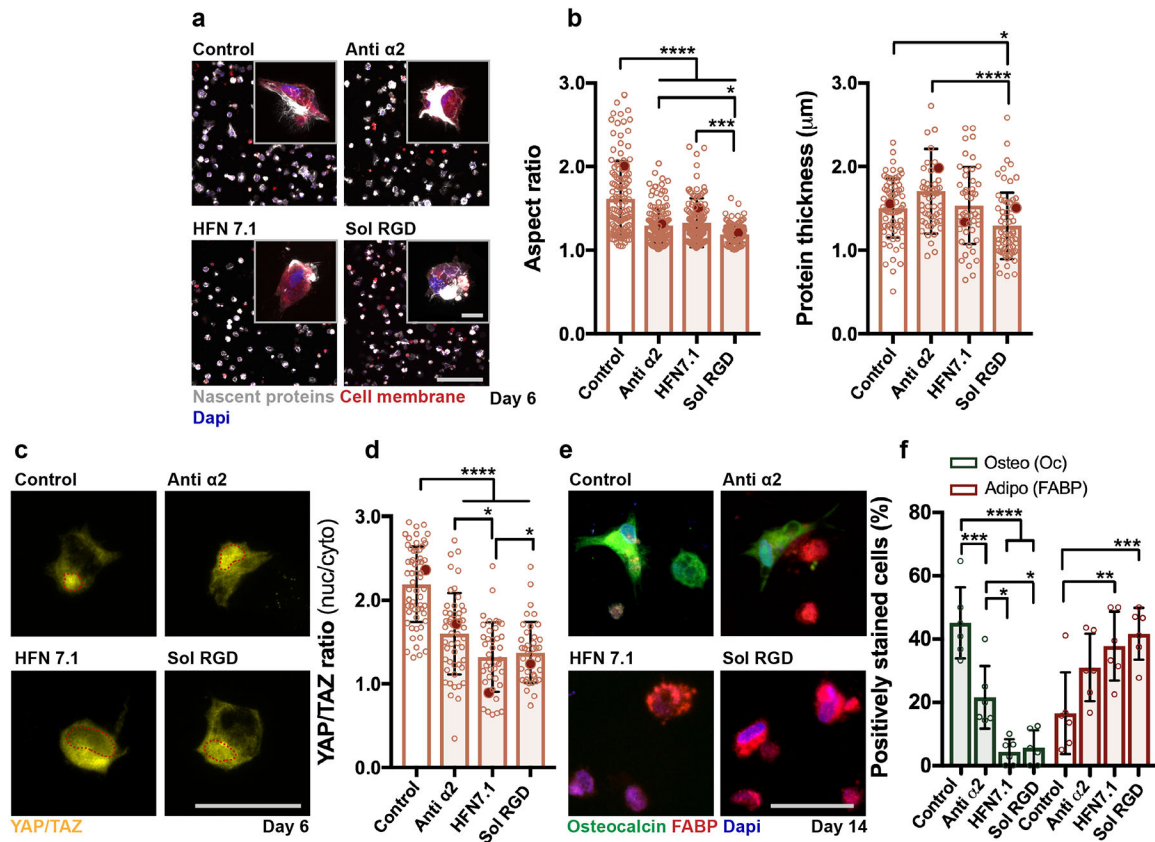 a
Control
Anti α2
HFN 7.1
Sol RGD
Nascent proteins Cell membrane
Dapi
Day 6
b
****
*
***
Aspect ratio
3.0
2.0
1.0
0.0
Control
Anti α2
HFN7.1
Sol RGD
*
****
Protein thickness (μm)
3.0
2.0
1.0
0.0
Control
Anti α2
HFN7.1
Sol RGD
c
Control
Anti α2
HFN 7.1
Sol RGD
YAP/TAZ
Day 6
d
****
*
*
YAP/TAZ ratio (nuc/cyto)
3.0
2.0
1.0
0.0
Control
Anti α2
HFN7.1
Sol RGD
e
Control
Anti α2
HFN 7.1
Sol RGD
Osteocalcin FABP Dapi
Day 14
f
Osteo (Oc)
Adipo (FABP)
Positively stained cells (%)
80
60
40
20
0
****
***
*
*
***
**
Control
Anti α2
HFN7.1
Sol RGD
Control
Anti α2
HFN7.1
Sol RGD